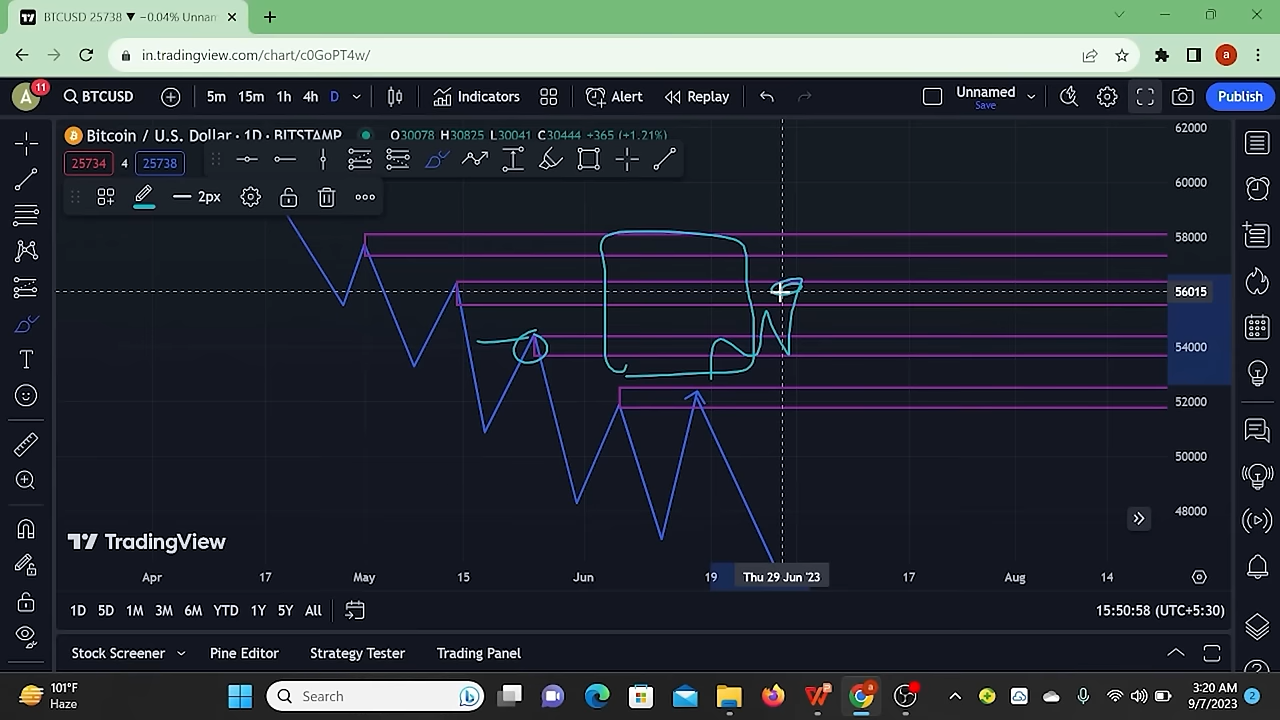 BTCUSD 25738 ▼ −0.04% Unnam
in.tradingview.com/chart/c0GoPT4w/
A 11 BTCUSD 5m 15m 1h 4h D Indicators Alert Replay Unnamed Save Publish
Bitcoin / U.S. Dollar · 1D · BITSTAMP O30078 H30825 L30041 C30444 +365 (+1.21%)
25734 4 25738
2px
62000
60000
58000
56015
54000
52000
50000
48000
TradingView
Apr 17 May 15 Jun 19 Thu 29 Jun '23 17 Aug 14
1D 5D 1M 3M 6M YTD 1Y 5Y All 15:50:58 (UTC+5:30)
Stock Screener Pine Editor Strategy Tester Trading Panel
101°F
Haze
Search
3:20 AM
9/7/2023
2